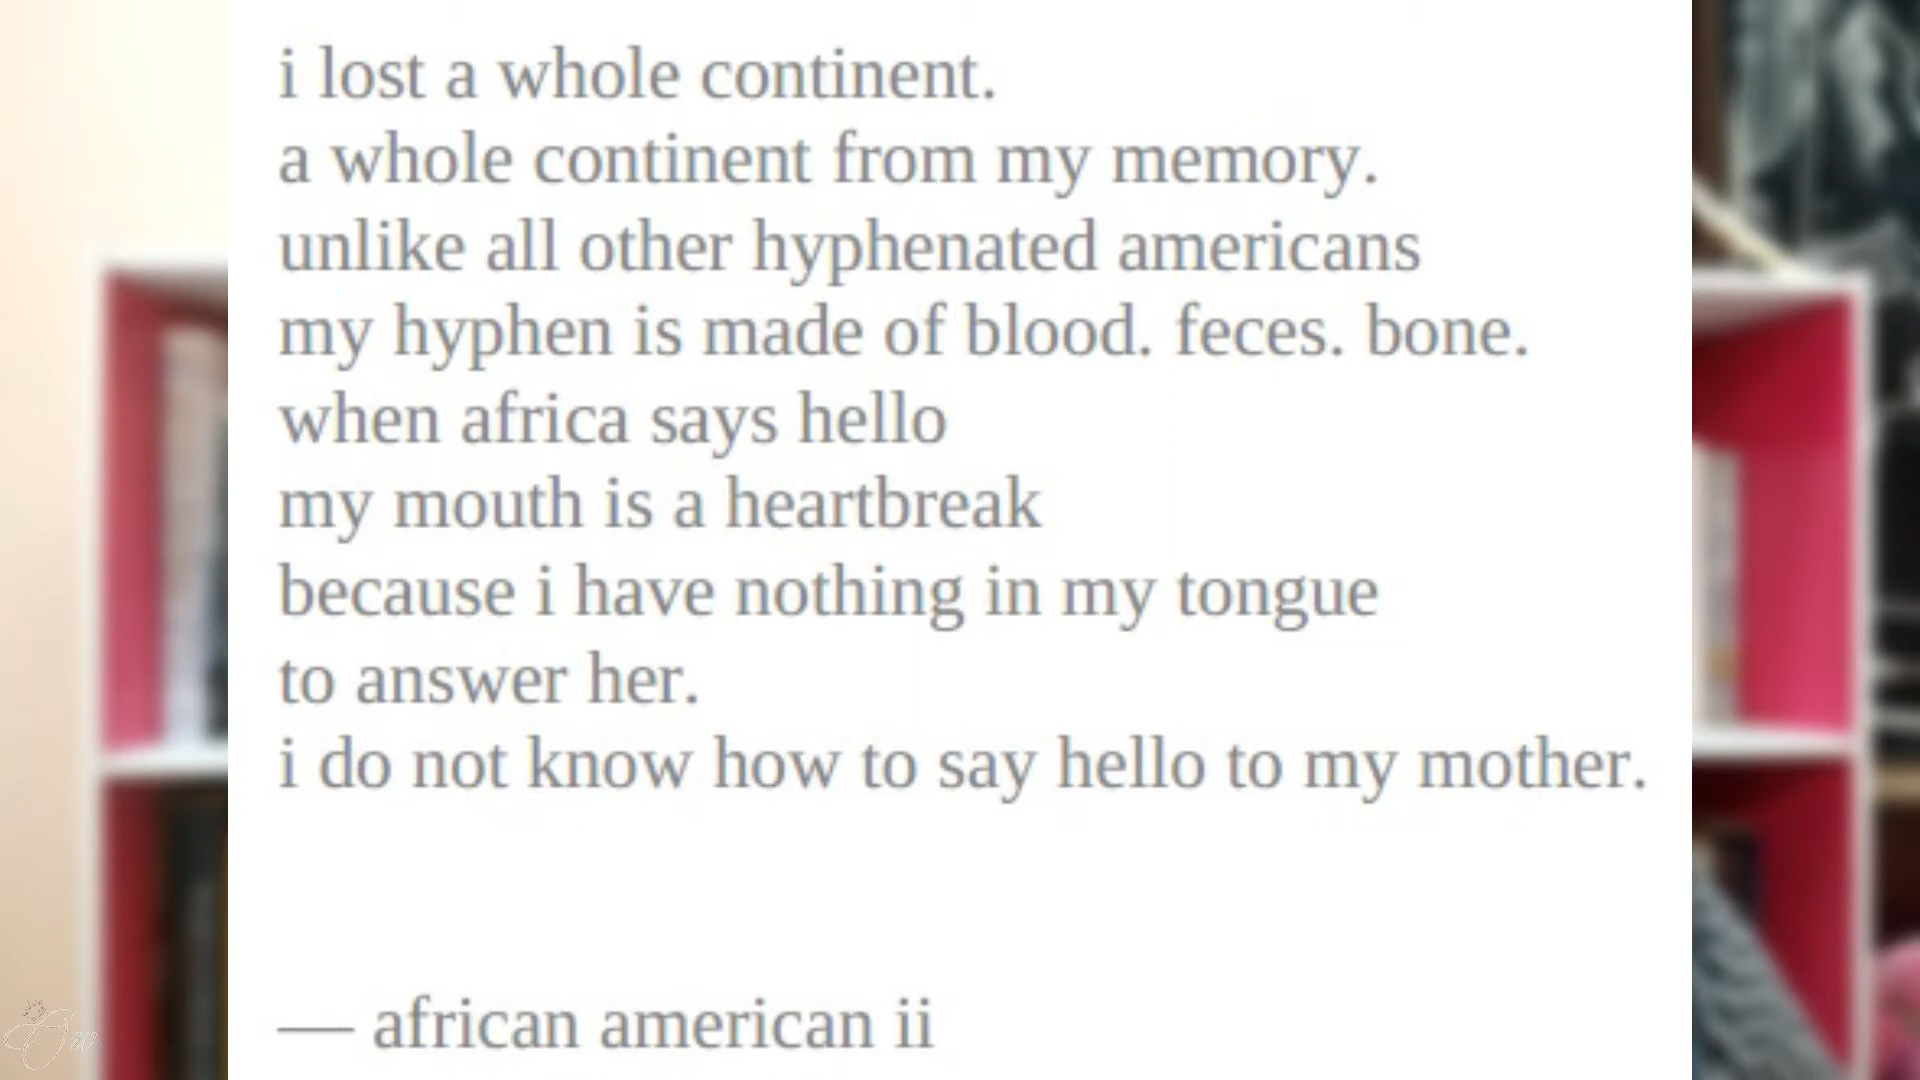 i lost a whole continent.
a whole continent from my memory.
unlike all other hyphenated americans
my hyphen is made of blood. feces. bone.
when africa says hello
my mouth is a heartbreak
because i have nothing in my tongue
to answer her.
i do not know how to say hello to my mother.
— african american ii